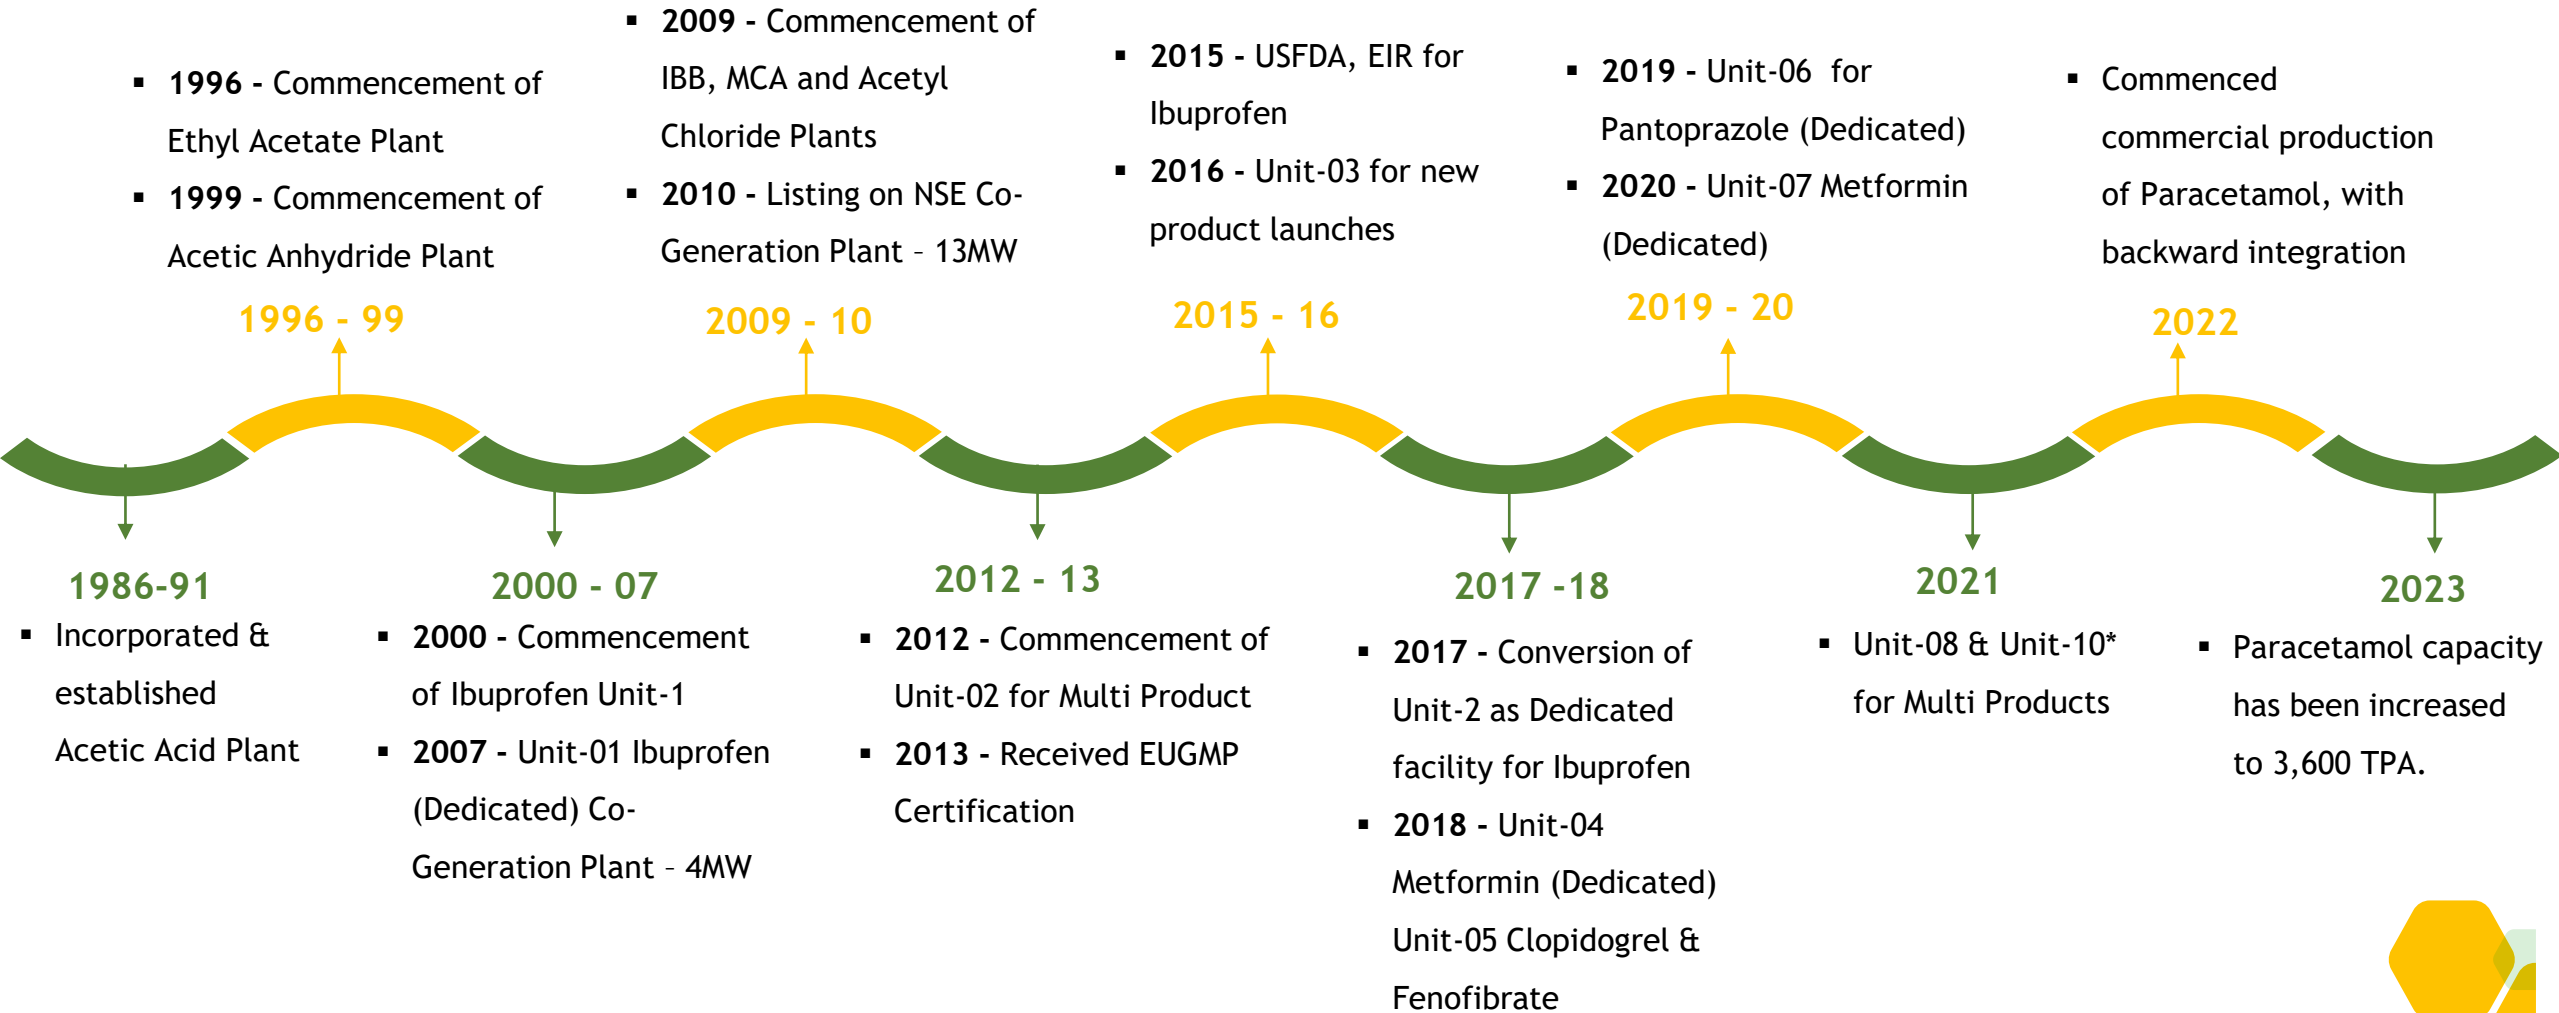 ▪ 1996 - Commencement of
Ethyl Acetate Plant
▪ 1999 - Commencement of
Acetic Anhydride Plant
1996 - 99
▪ 2009 - Commencement of
IBB, MCA and Acetyl
Chloride Plants
▪ 2010 - Listing on NSE Co-
Generation Plant – 13MW
2009 - 10
▪ 2015 - USFDA, EIR for
Ibuprofen
▪ 2016 - Unit-03 for new
product launches
2015 - 16
▪ 2019 - Unit-06 for
Pantoprazole (Dedicated)
▪ 2020 - Unit-07 Metformin
(Dedicated)
2019 - 20
▪ Commenced
commercial production
of Paracetamol, with
backward integration
2022
1986-91
▪ Incorporated &
established
Acetic Acid Plant
2000 - 07
▪ 2000 - Commencement
of Ibuprofen Unit-1
▪ 2007 - Unit-01 Ibuprofen
(Dedicated) Co-
Generation Plant – 4MW
2012 - 13
▪ 2012 - Commencement of
Unit-02 for Multi Product
▪ 2013 - Received EUGMP
Certification
2017 -18
▪ 2017 - Conversion of
Unit-2 as Dedicated
facility for Ibuprofen
▪ 2018 - Unit-04
Metformin (Dedicated)
Unit-05 Clopidogrel &
Fenofibrate
2021
▪ Unit-08 & Unit-10*
for Multi Products
2023
▪ Paracetamol capacity
has been increased
to 3,600 TPA.